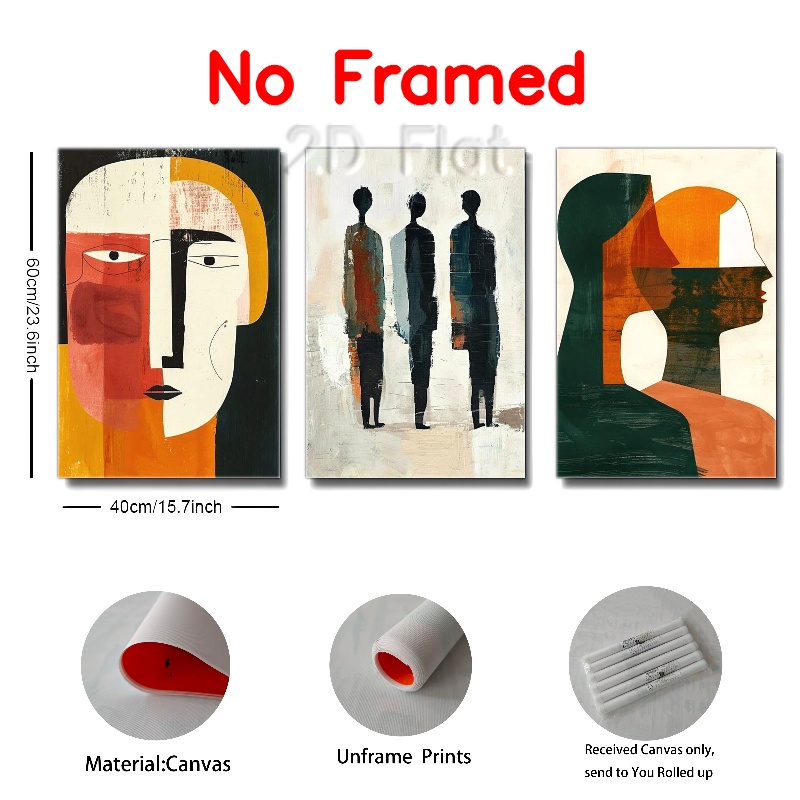 No Framed
2.D Flat.
60cm/23.6inch
40cm/15.7inch
Material:Canvas
Unframe Prints
Received Canvas only,
send to You Rolled up